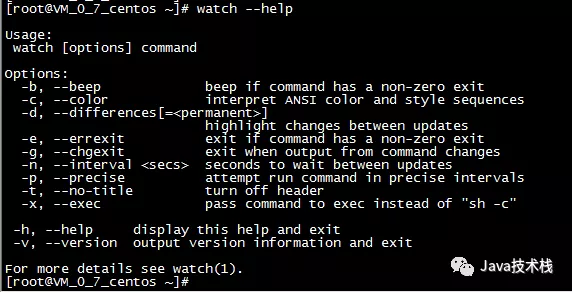 [root@VM_0_7_centos ~]# watch --help
Usage:
 watch [options] command
Options:
  -b, --beep             beep if command has a non-zero exit
  -c, --color            interpret ANSI color and style sequences
  -d, --differences[=<permanent>]
                         highlight changes between updates
  -e, --errexit          exit if command has a non-zero exit
  -g, --chgexit          exit when output from command changes
  -n, --interval <secs>  seconds to wait between updates
  -p, --precise          attempt run command in precise intervals
  -t, --no-title         turn off header
  -x, --exec             pass command to exec instead of "sh -c"
 -h, --help     display this help and exit
 -v, --version  output version information and exit
For more details see watch(1).
[root@VM_0_7_centos ~]#
Java技术栈